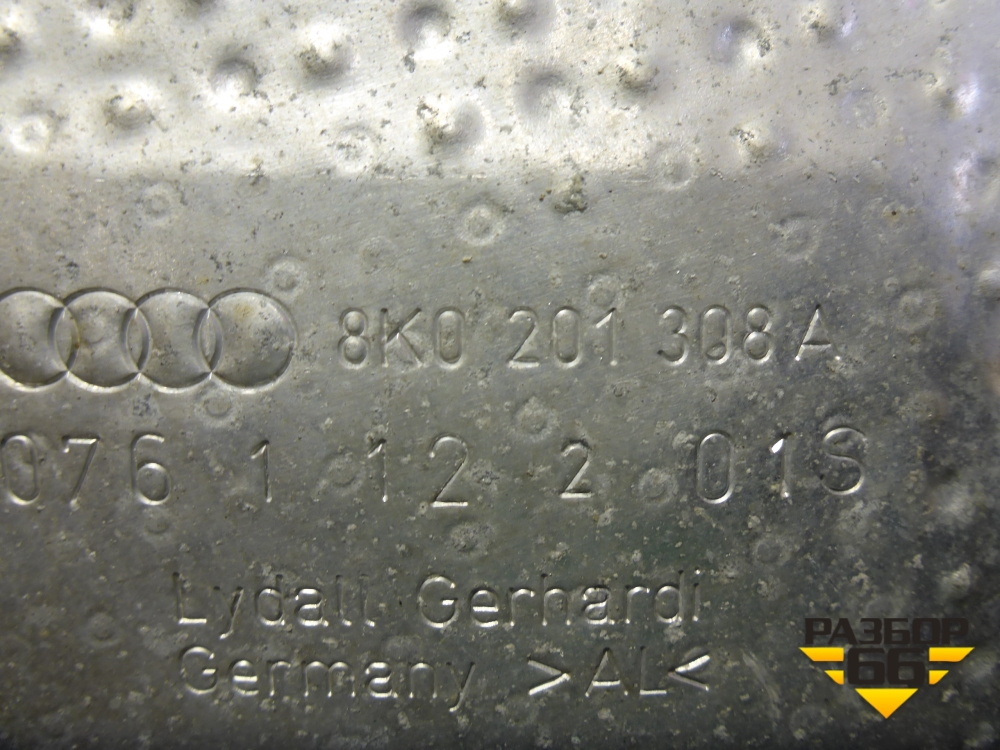 8K0 201 308 A
076 1 12 2 01S
Lydall Gerhardi
Germany >AL<
РАЗБОР
66